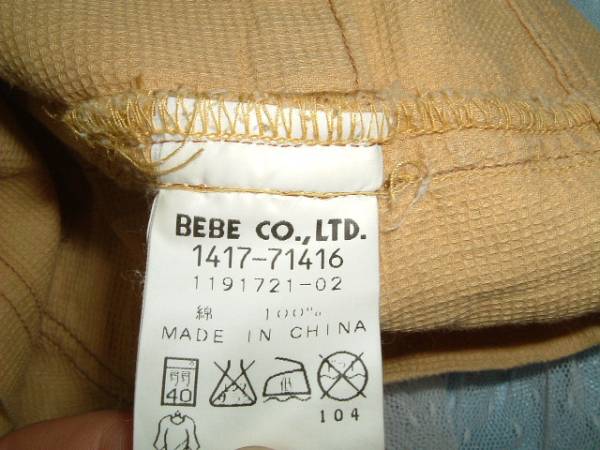 BEBE CO.,LTD.
1417-71416
1191721-02
綿 100%
MADE IN CHINA
40
104